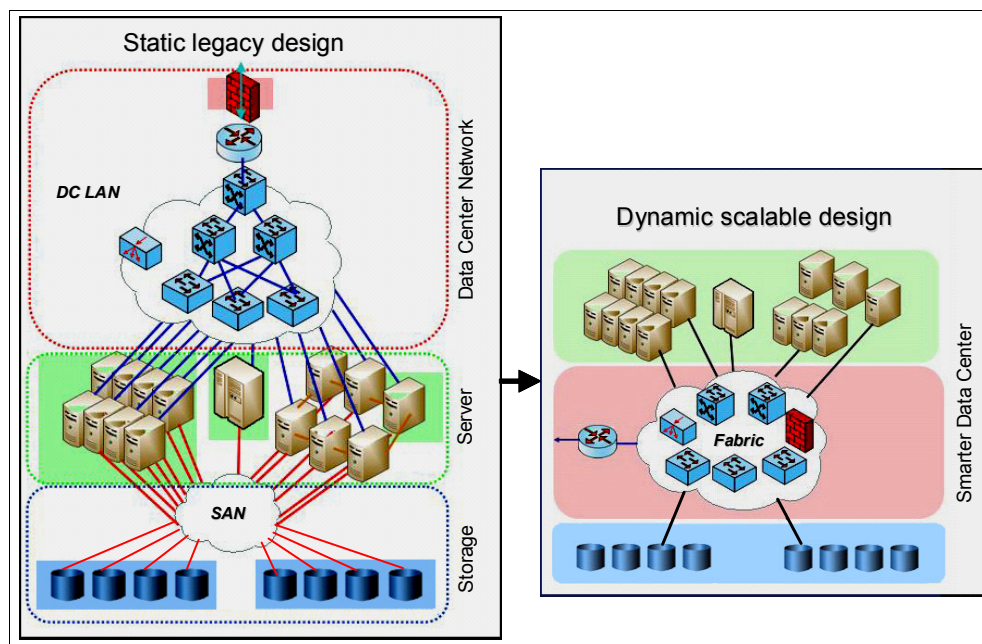 Static legacy design
DC LAN
Data Center Network
Server
SAN
Storage
Dynamic scalable design
Fabric
Smarter Data Center